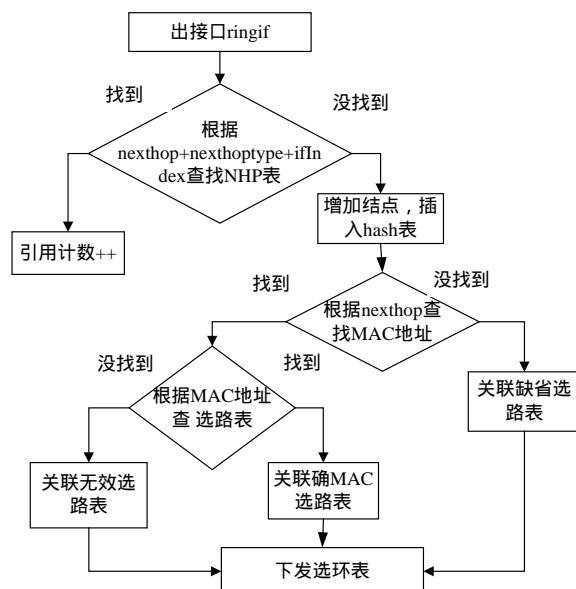 出接口ringif
找到
没找到
根据
nexthop+nexthoptype+ifIn
dex查找NHP表
引用计数++
增加结点，插
入hash表
找到
没找到
根据nexthop查
找MAC地址
没找到
找到
根据MAC地址
查 选路表
关联缺省选
路表
关联无效选
路表
关联确MAC
选路表
下发选环表